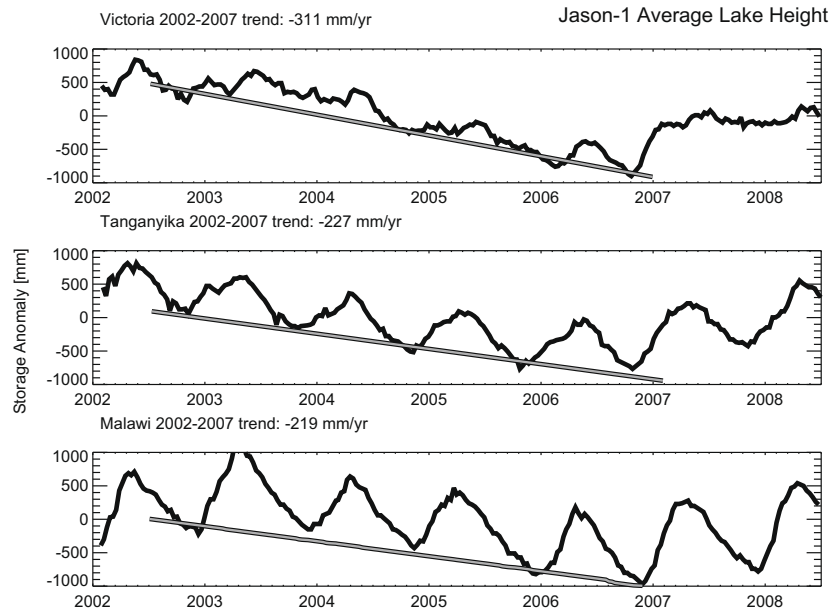 Jason-1 Average Lake Height
Victoria 2002-2007 trend: -311 mm/yr
1000
500
0
-500
-1000
2002 2003 2004 2005 2006 2007 2008
Tanganyika 2002-2007 trend: -227 mm/yr
Storage Anomaly [mm]
1000
500
0
-500
-1000
2002 2003 2004 2005 2006 2007 2008
Malawi 2002-2007 trend: -219 mm/yr
1000
500
0
-500
-1000
2002 2003 2004 2005 2006 2007 2008